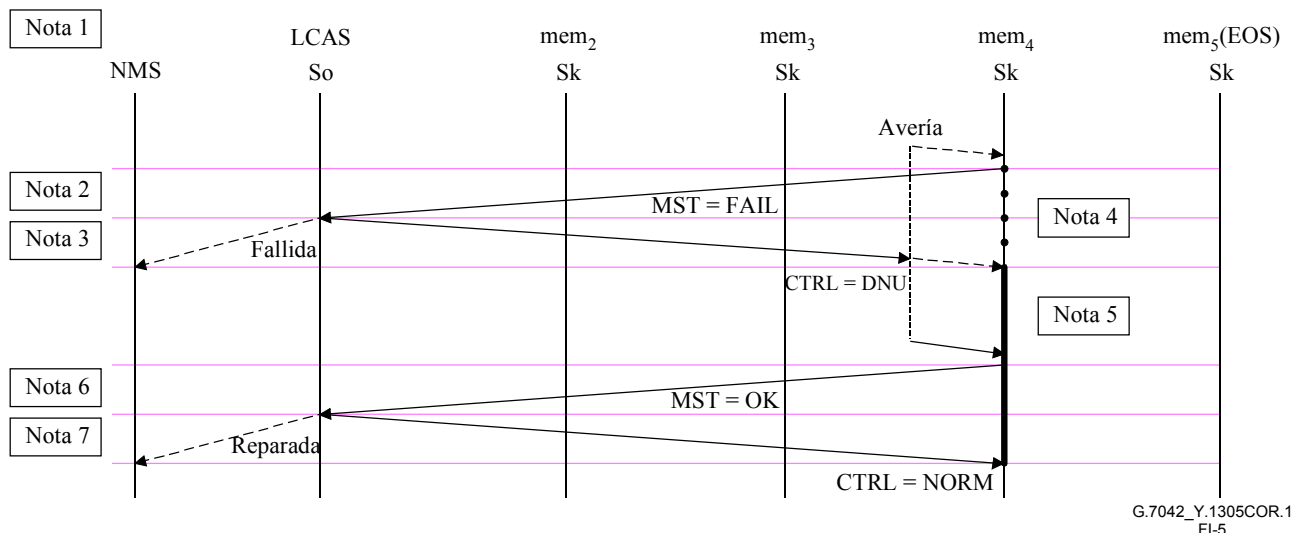 Nota 1
LCAS
mem2
mem3
mem4
mem5(EOS)
NMS
So
Sk
Sk
Sk
Sk
Avería
Nota 2
MST = FAIL
Nota 4
Nota 3
Fallida
CTRL = DNU
Nota 5
Nota 6
MST = OK
Nota 7
Reparada
CTRL = NORM
G.7042_Y.1305COR.1
FI-5